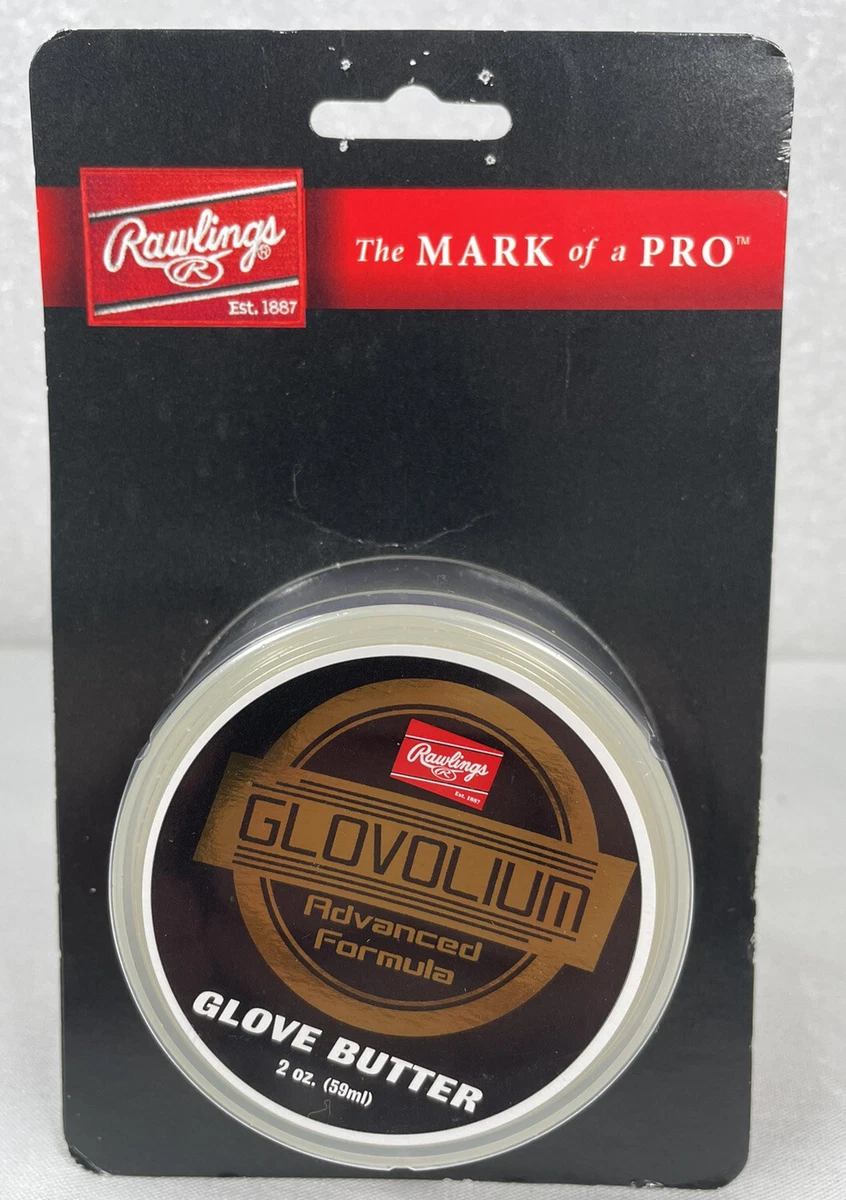 Rawlings®
R
Est. 1887
The MARK of a PRO™
Rawlings
R
Est. 1887
GLOVOLIUM
Advanced
Formula
GLOVE BUTTER
2 oz. (59ml)